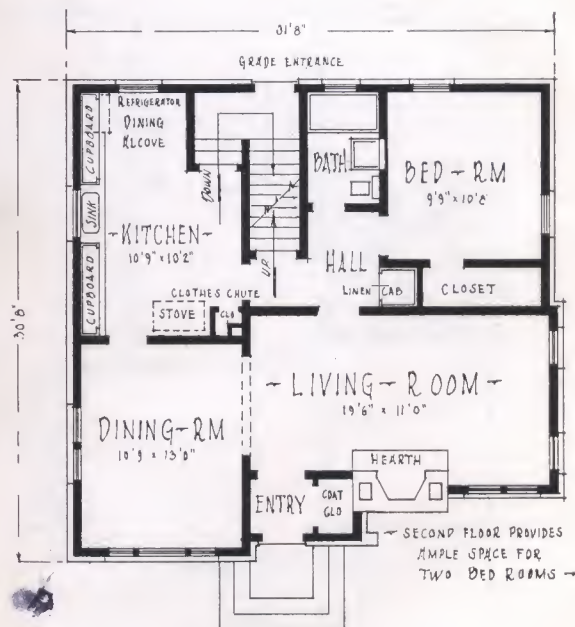 31'8"
GRADE ENTRANCE
REFRIGERATOR
DINING
ALCOVE
CUPBOARD
SINK
CUPBOARD
DOWN
BATH
BED-RM
9'9" x 10'8"
-KITCHEN-
10'9" x 10'2"
UP
HALL
LINEN CAB
CLOSET
CLOTHES CHUTE
STOVE
CLO
30'8"
-LIVING-ROOM-
19'6" x 11'0"
DINING-RM
10'9 x 13'0"
HEARTH
ENTRY
COAT
CLO
- SECOND FLOOR PROVIDES
AMPLE SPACE FOR
TWO BED ROOMS -